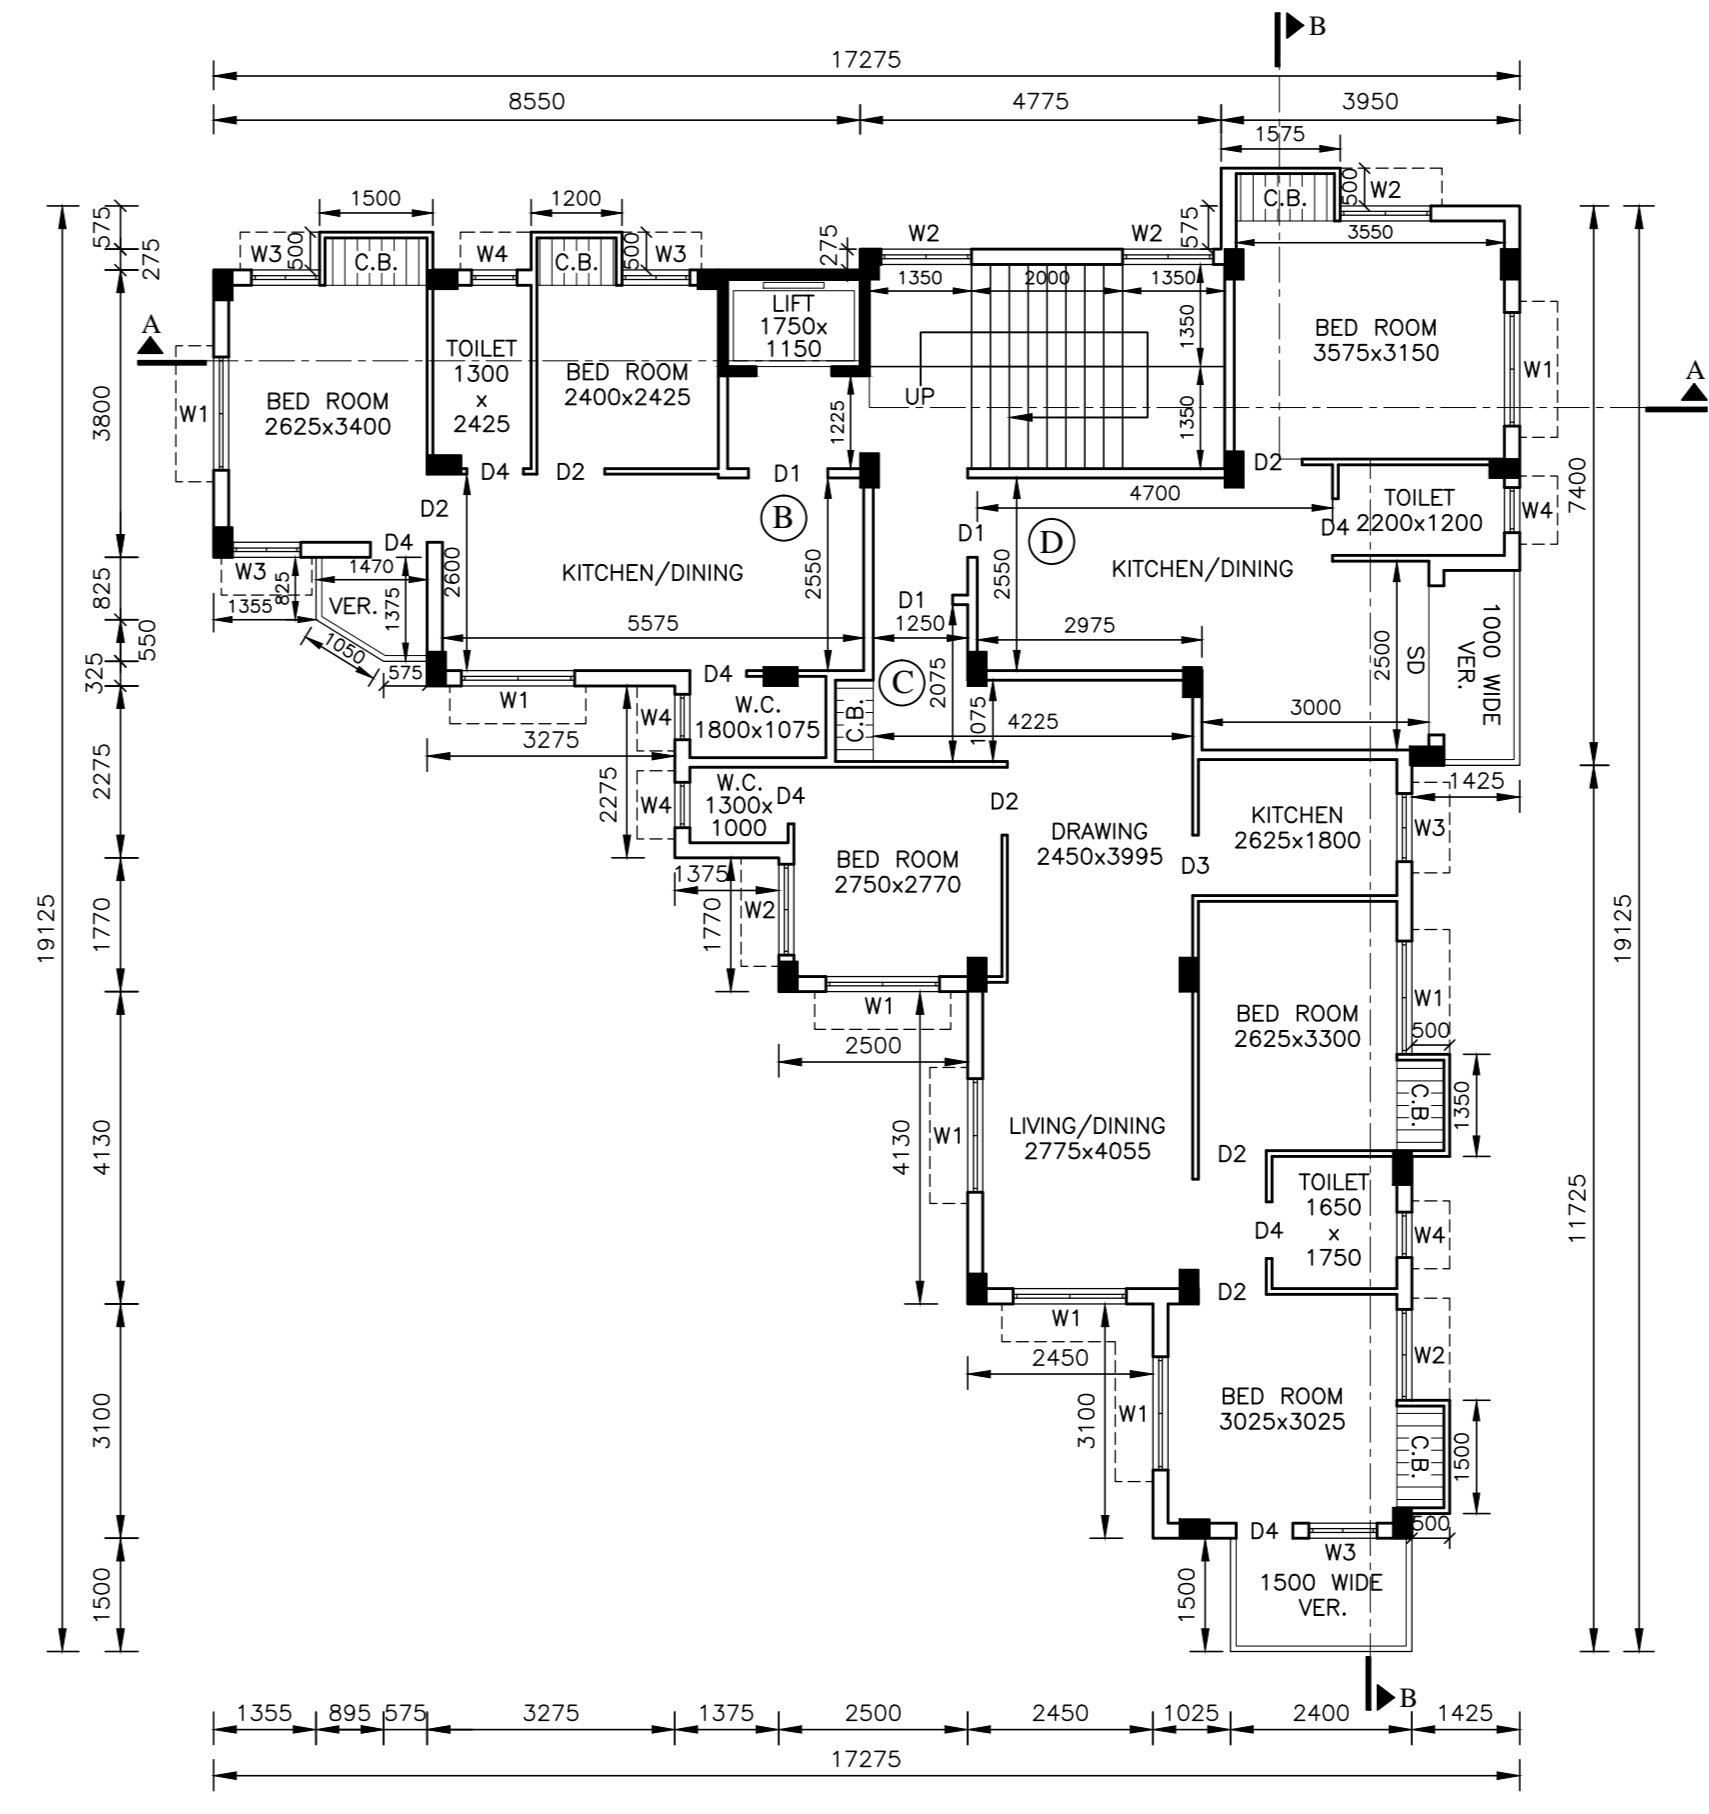 B
17275
8550
4775
3950
1575
500
W2
C.B.
1500
1200
575
275
W3
500
C.B.
W4
C.B.
500
W3
275
W2
W2
575
3550
1350
2000
1350
LIFT
1750x
1150
1350
BED ROOM
3575x3150
A
TOILET
1300
x
2425
BED ROOM
2400x2425
W1
A
3800
W1
BED ROOM
2625x3400
UP
1225
1350
D4
D2
D1
D2
4700
TOILET
2200x1200
W4
7400
D2
B
D1
D
D4
D4
W3
825
1470
1375
2600
KITCHEN/DINING
2550
2550
KITCHEN/DINING
825
1355
VER.
D1
1250
550
1050
5575
2975
2500
SD
1000 WIDE
VER.
325
575
D4
C
2075
W1
W4
W.C.
1800x1075
C.B.
1075
4225
3000
3275
2275
2275
W4
W.C.
1300x
1000
D4
D2
1425
DRAWING
2450x3995
KITCHEN
2625x1800
W3
D3
1375
BED ROOM
2750x2770
1770
1770
W2
19125
19125
W1
2500
BED ROOM
2625x3300
W1
500
C.B.
1350
4130
4130
W1
LIVING/DINING
2775x4055
D2
TOILET
1650
x
1750
D4
W4
11725
D2
W1
2450
W2
3100
3100
W1
BED ROOM
3025x3025
C.B.
1500
D4
500
W3
1500
1500
1500 WIDE
VER.
B
1355
895
575
3275
1375
2500
2450
1025
2400
1425
17275